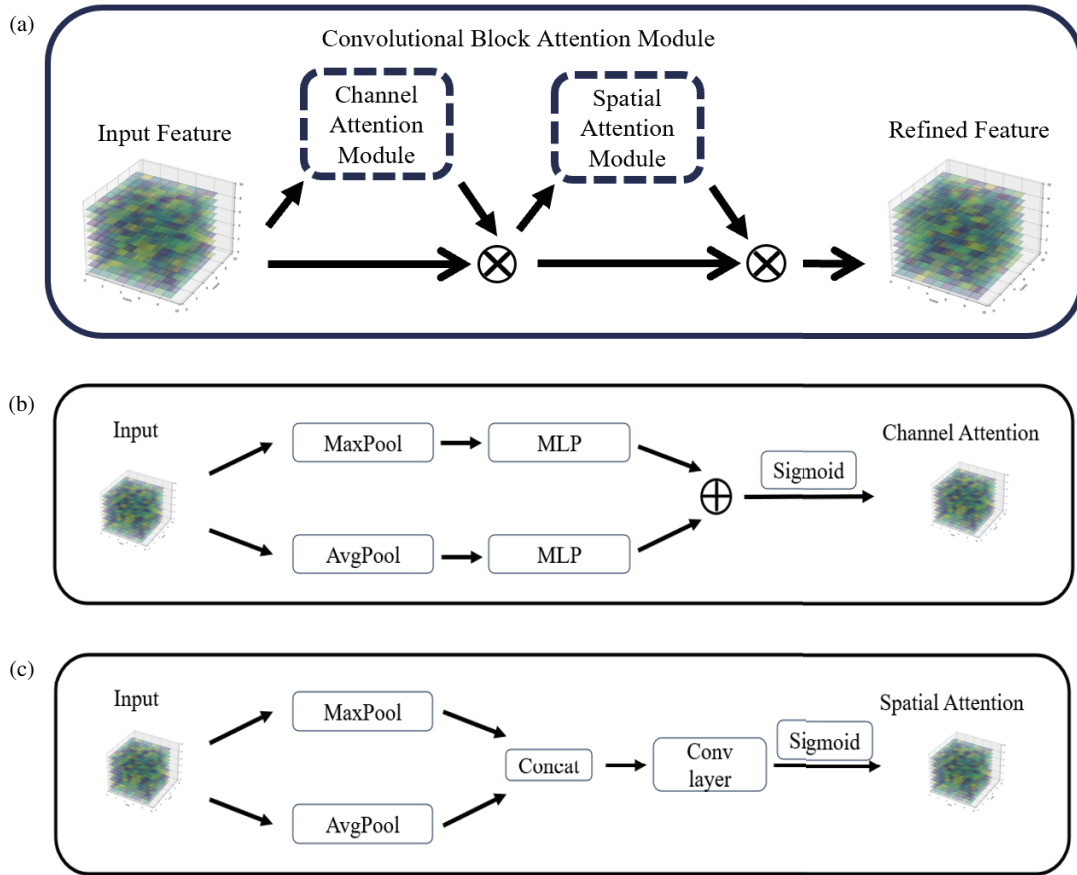 (a)
Convolutional Block Attention Module
Channel
Attention
Module
Spatial
Attention
Module
Input Feature
Refined Feature
(b)
Input
MaxPool
MLP
AvgPool
MLP
Sigmoid
Channel Attention
(c)
Input
MaxPool
AvgPool
Concat
Conv
layer
Sigmoid
Spatial Attention